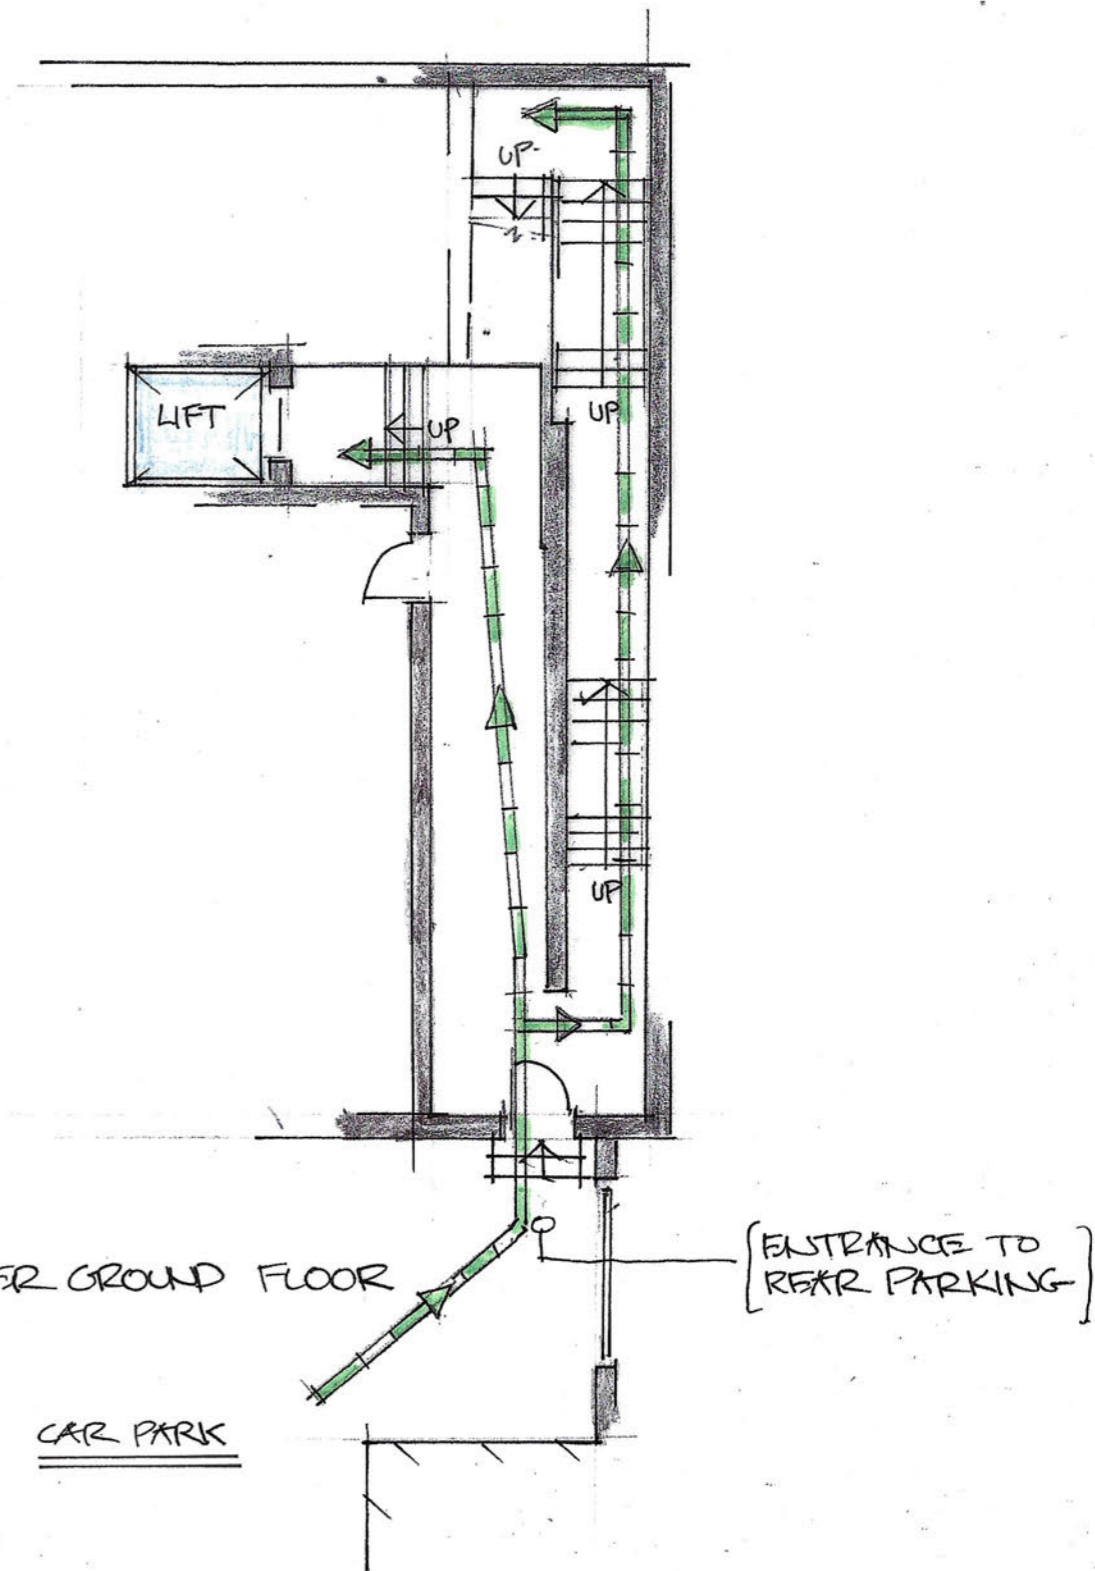 UP
LIFT
UP
UP
UP
ER GROUND FLOOR
[ENTRANCE TO
REAR PARKING]
CAR PARK